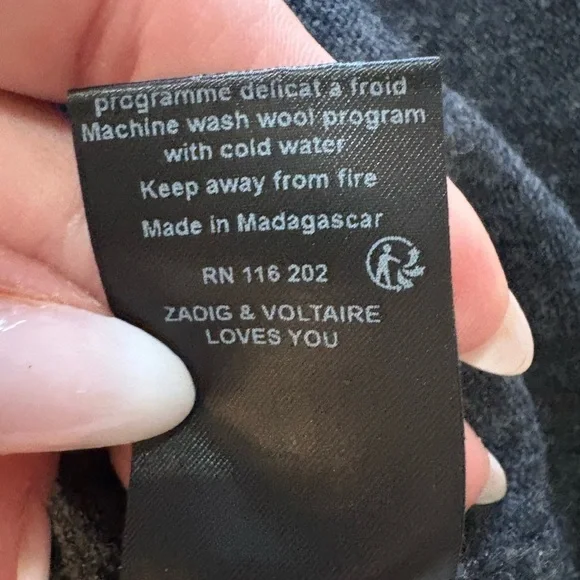 programme delicat à froid
Machine wash wool program
with cold water
Keep away from fire
Made in Madagascar
RN 116 202
ZADIG & VOLTAIRE
LOVES YOU